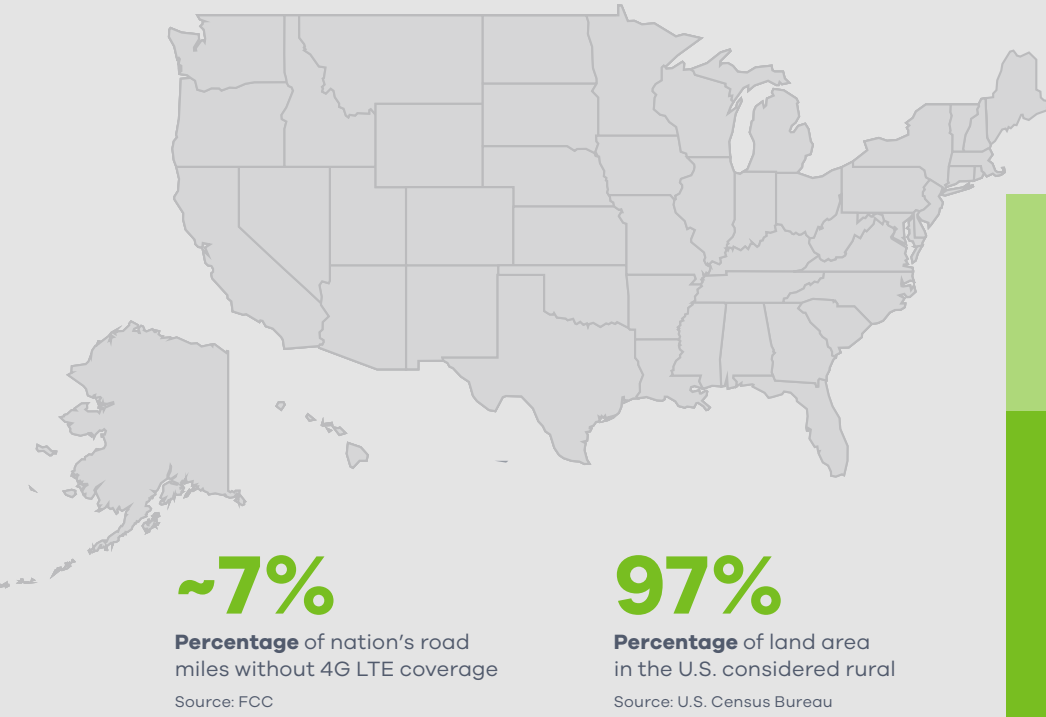 ~7%
Percentage of nation's road
miles without 4G LTE coverage
Source: FCC
97%
Percentage of land area
in the U.S. considered rural
Source: U.S. Census Bureau